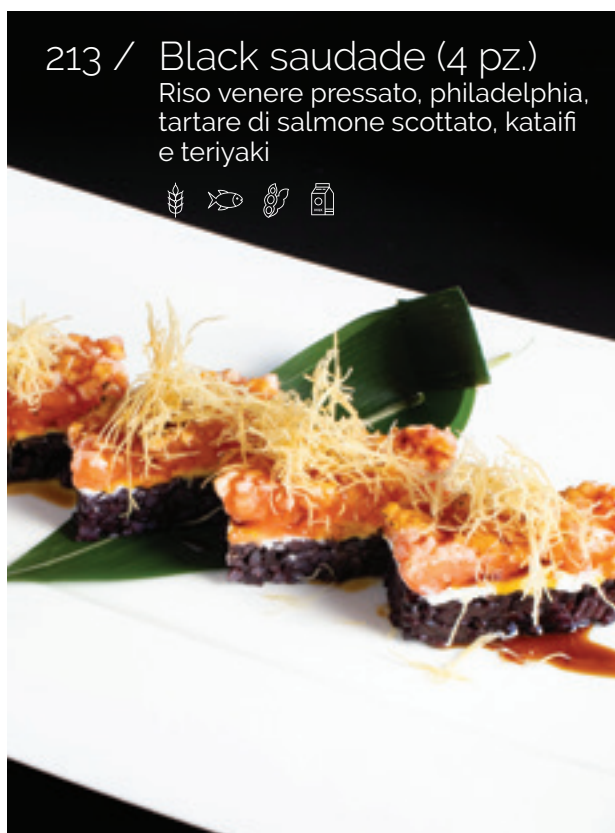 213 / Black saudade (4 pz.)
Riso venere pressato, philadelphia,
tartare di salmone scottato, kataifi
e teriyaki